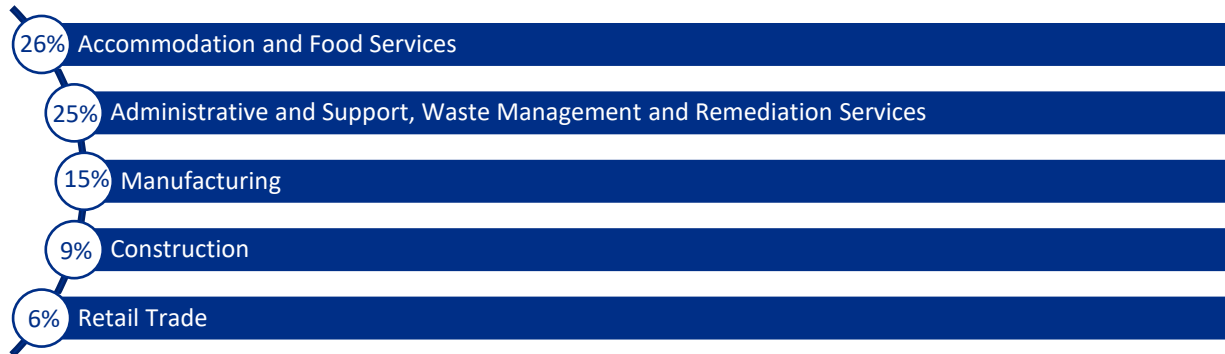 26% Accommodation and Food Services
25% Administrative and Support, Waste Management and Remediation Services
15% Manufacturing
9% Construction
6% Retail Trade